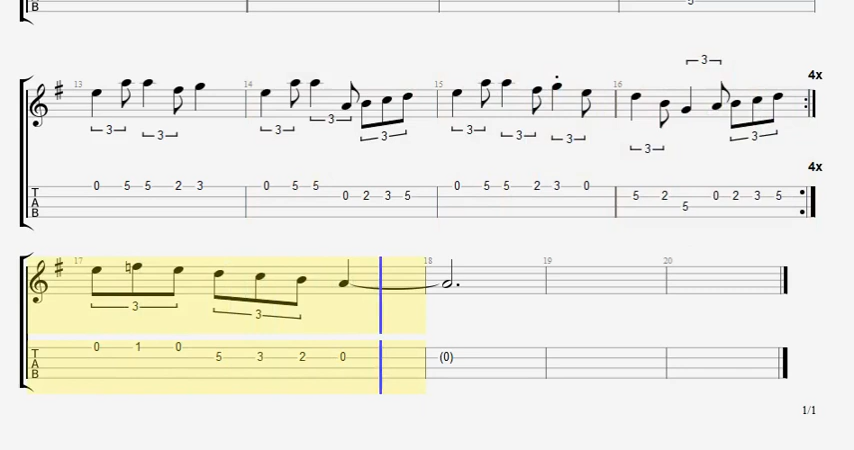 B
5
3
13 14 15 16 4x
3 3 3 3 3 3 3 3 3 3
4x
T A B 0 5 5 2 3 0 5 5 0 2 3 5 0 5 5 2 3 0 5 2 5 0 2 3 5
17 18 19 20
3 3
T A B 0 1 0 5 3 2 0 (0)
1/1